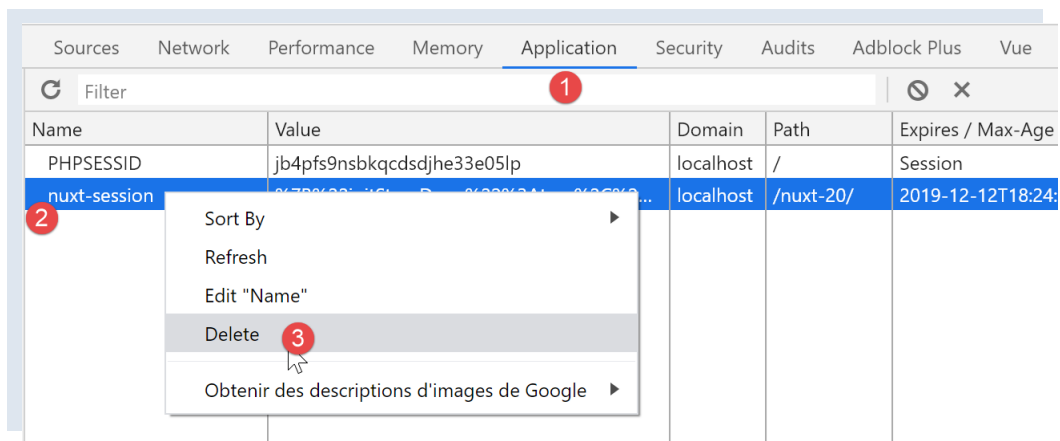 Sources Network Performance Memory Application Security Audits Adblock Plus Vue
Filter 1
Name Value Domain Path Expires / Max-Age
PHPSESSID jb4pfs9nsbkqcdsdjhe33e05lp localhost / Session
nuxt-session localhost /nuxt-20/ 2019-12-12T18:24:
2
Sort By
Refresh
Edit "Name"
Delete 3
Obtenir des descriptions d'images de Google